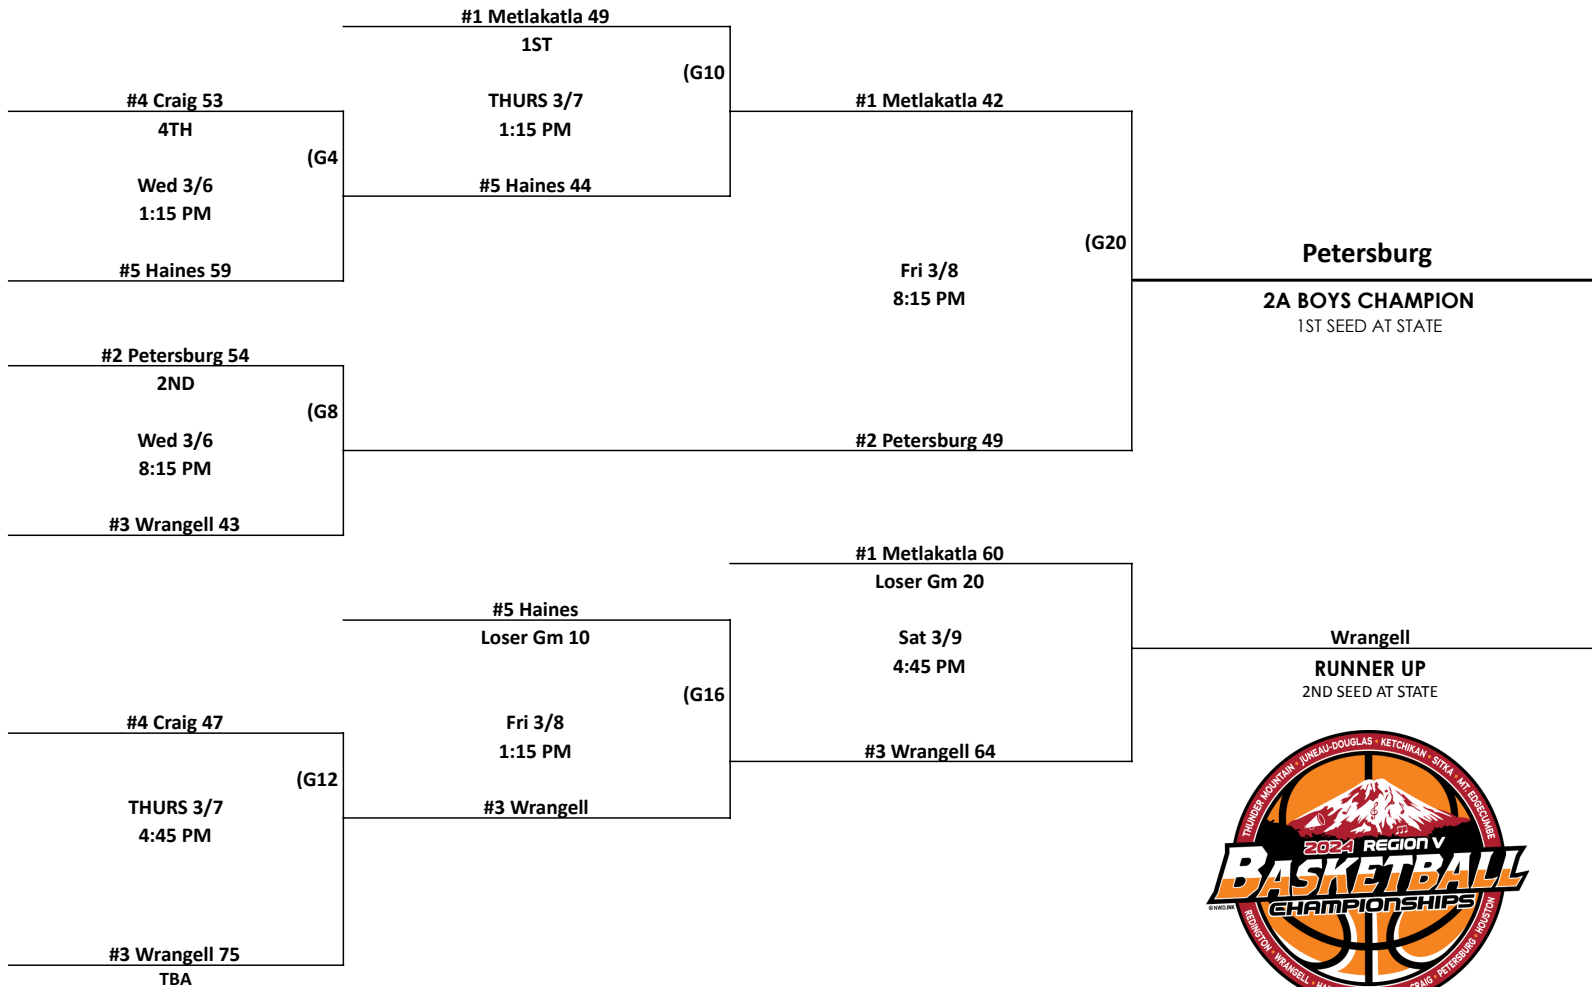 #1 Metlakatla 49
1ST
(G10
#4 Craig 53
THURS 3/7
#1 Metlakatla 42
4TH
1:15 PM
(G4
Wed 3/6
#5 Haines 44
1:15 PM
(G20
Petersburg
#5 Haines 59
Fri 3/8
8:15 PM
2A BOYS CHAMPION
1ST SEED AT STATE
#2 Petersburg 54
2ND
(G8
Wed 3/6
#2 Petersburg 49
8:15 PM
#3 Wrangell 43
#1 Metlakatla 60
Loser Gm 20
#5 Haines
Loser Gm 10
Sat 3/9
Wrangell
4:45 PM
RUNNER UP
2ND SEED AT STATE
(G16
#4 Craig 47
Fri 3/8
1:15 PM
#3 Wrangell 64
(G12
THURS 3/7
#3 Wrangell
4:45 PM
#3 Wrangell 75
TBA
THUNDER MOUNTAIN • JUNEAU-DOUGLAS • KETCHIKAN • SITKA • MT. EDGECUMBE
2024 REGION V
BASKETBALL
CHAMPIONSHIPS
© NWD.INK
REDINGTON • WRANGELL •
CRAIG • PETERSBURG • HOUSTON